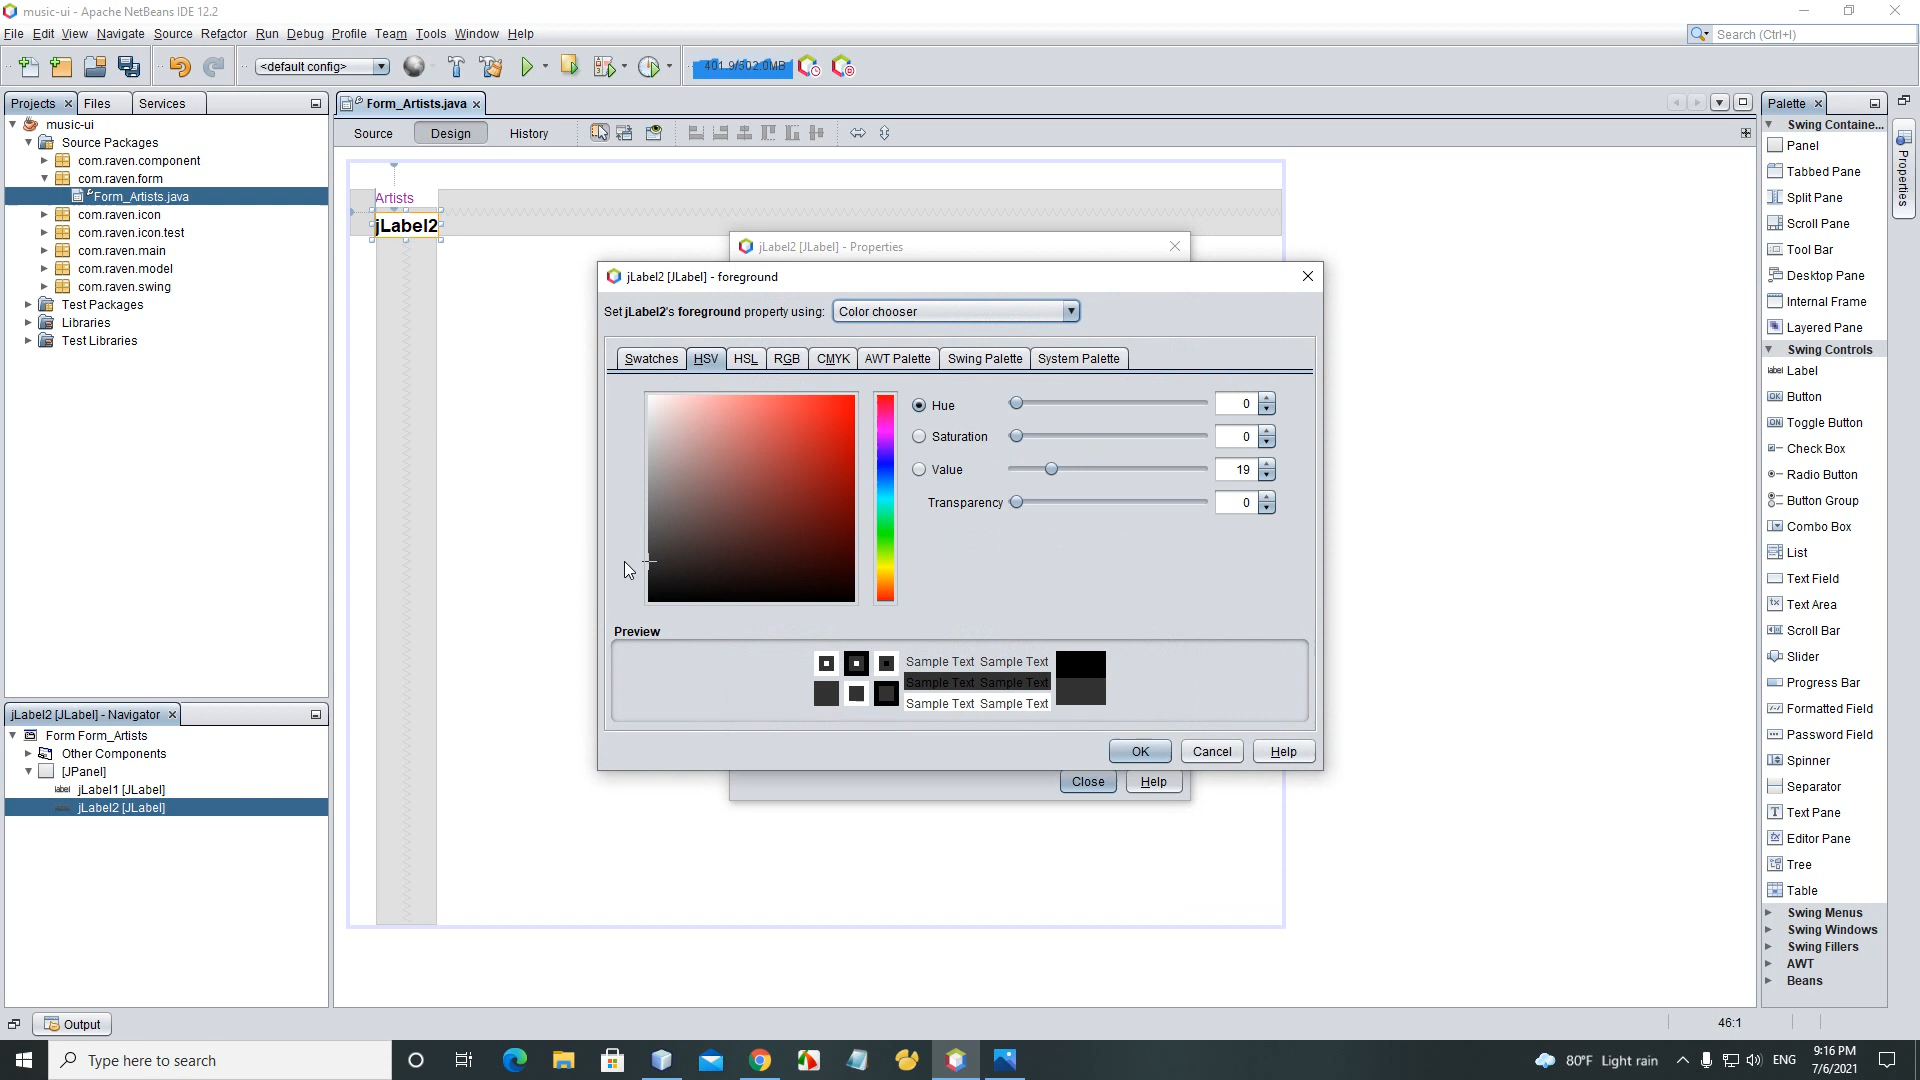 music-ui - Apache NetBeans IDE 12.2
File Edit View Navigate Source Refactor Run Debug Profile Team Tools Window Help
Search (Ctrl+I)
<default config>
401.9/502.0MB
Projects Files Services
Form_Artists.java
Palette
Source Design History
Properties
music-ui
Source Packages
com.raven.component
com.raven.form
Form_Artists.java
com.raven.icon
com.raven.icon.test
com.raven.main
com.raven.model
com.raven.swing
Test Packages
Libraries
Test Libraries
Artists
jLabel2
jLabel2 [JLabel] - Properties
jLabel2 [JLabel] - foreground
Set jLabel2's foreground property using: Color chooser
Swatches HSV HSL RGB CMYK AWT Palette Swing Palette System Palette
Hue 0
Saturation 0
Value 19
Transparency 0
Preview
Sample Text Sample Text
Sample Text Sample Text
Sample Text Sample Text
OK Cancel Help
Close Help
Swing Containe...
Panel
Tabbed Pane
Split Pane
Scroll Pane
Tool Bar
Desktop Pane
Internal Frame
Layered Pane
Swing Controls
label Label
OK Button
ON Toggle Button
Check Box
Radio Button
Button Group
Combo Box
List
Text Field
Text Area
Scroll Bar
Slider
Progress Bar
Formatted Field
Password Field
Spinner
Separator
Text Pane
Editor Pane
Tree
Table
Swing Menus
Swing Windows
Swing Fillers
AWT
Beans
jLabel2 [JLabel] - Navigator
Form Form_Artists
Other Components
[JPanel]
label jLabel1 [JLabel]
jLabel2 [JLabel]
Output
46:1
Type here to search
80°F Light rain
ENG
9:16 PM
7/6/2021